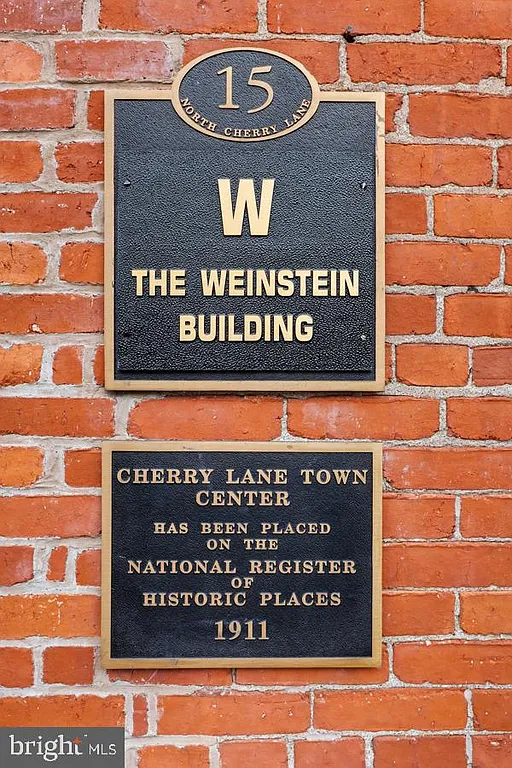 15
NORTH CHERRY LANE
W
THE WEINSTEIN
BUILDING
CHERRY LANE TOWN
CENTER
HAS BEEN PLACED
ON THE
NATIONAL REGISTER
OF
HISTORIC PLACES
1911
bright MLS